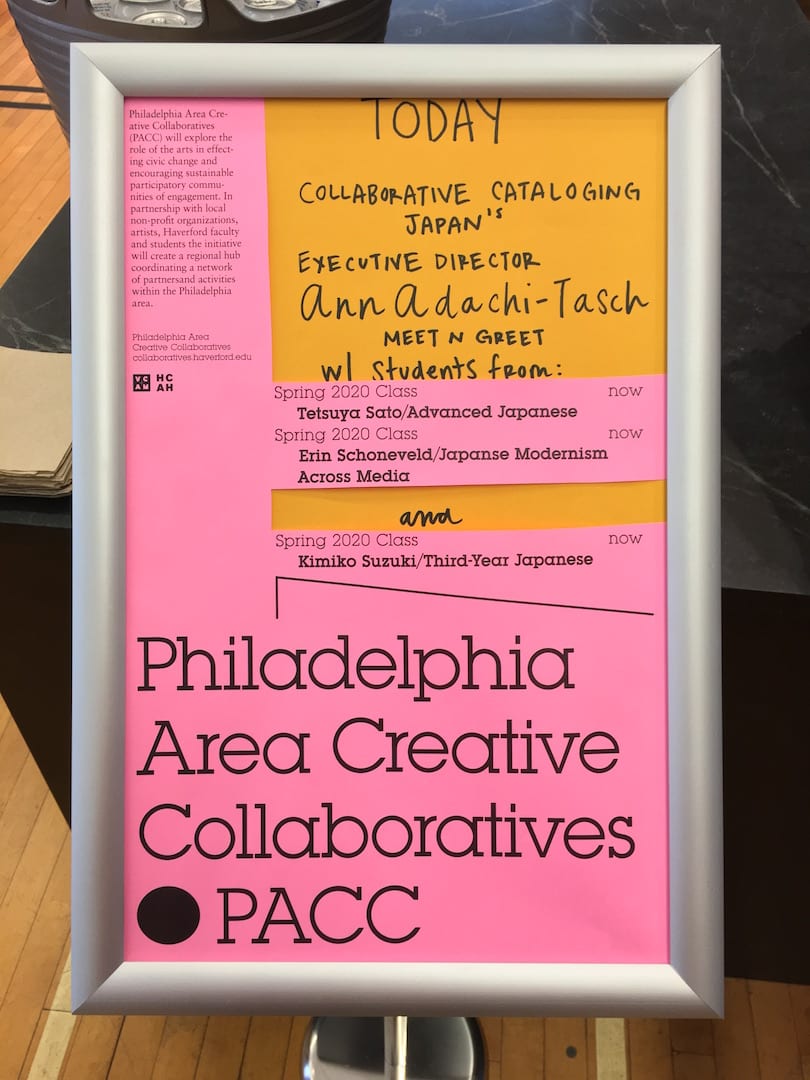 Philadelphia Area Cre-
ative Collaboratives
(PACC) will explore the
role of the arts in effect-
ing civic change and
encouraging sustainable
participatory commu-
nities of engagement. In
partnership with local
non-profit organizations,
artists, Haverford faculty
and students the initiative
will create a regional hub
coordinating a network
of partnersand activities
within the Philadelphia
area.
Philadelphia Area
Creative Collaboratives
collaboratives.haverford.edu
HC
AH
TODAY
COLLABORATIVE CATALOGING
JAPAN'S
EXECUTIVE DIRECTOR
Ann Adachi-Tasch
MEET N GREET
w/ students from:
Spring 2020 Class now
Tetsuya Sato/Advanced Japanese
Spring 2020 Class now
Erin Schoneveld/Japanse Modernism
Across Media
and
Spring 2020 Class now
Kimiko Suzuki/Third-Year Japanese
Philadelphia
Area Creative
Collaboratives
PACC